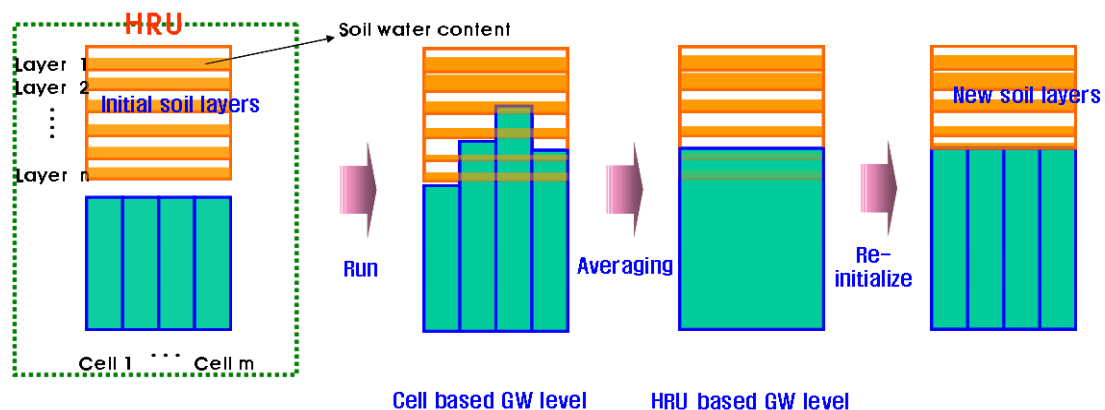 HRU
Soil water content
Layer 1
Layer 2
Initial soil layers
New soil layers
Layer n
Run
Averaging
Re-
initialize
Cell 1 ··· Cell m
Cell based GW level
HRU based GW level